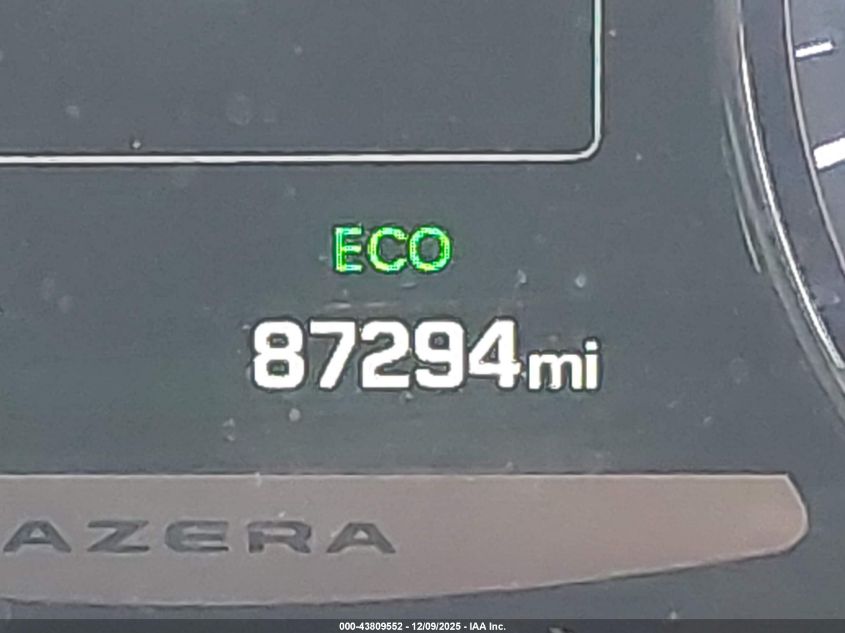 ECO
87294mi
AZERA
000-43809552 - 12/09/2025 - IAA Inc.